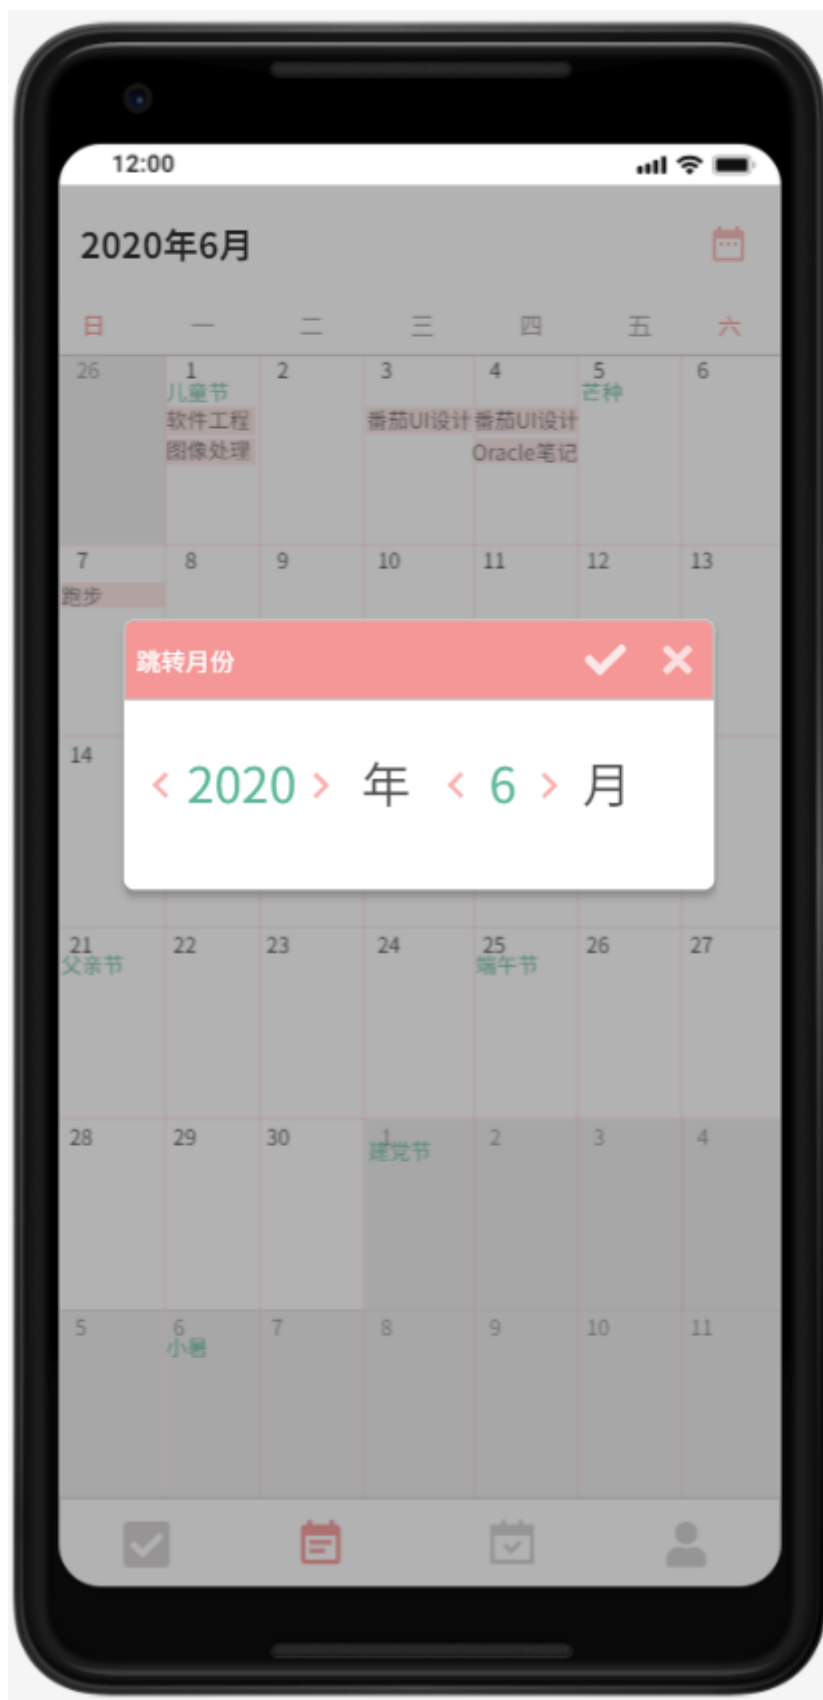 12:00
2020年6月
日 一 二 三 四 五 六
26 1 2 3 4 5 6
儿童节 芒种
软件工程 番茄UI设计 番茄UI设计
图像处理 Oracle笔记
7 8 9 10 11 12 13
跑步
跳转月份
14
< 2020 > 年 < 6 > 月
21 22 23 24 25 26 27
父亲节 端午节
28 29 30 1 2 3 4
建党节
5 6 7 8 9 10 11
小暑